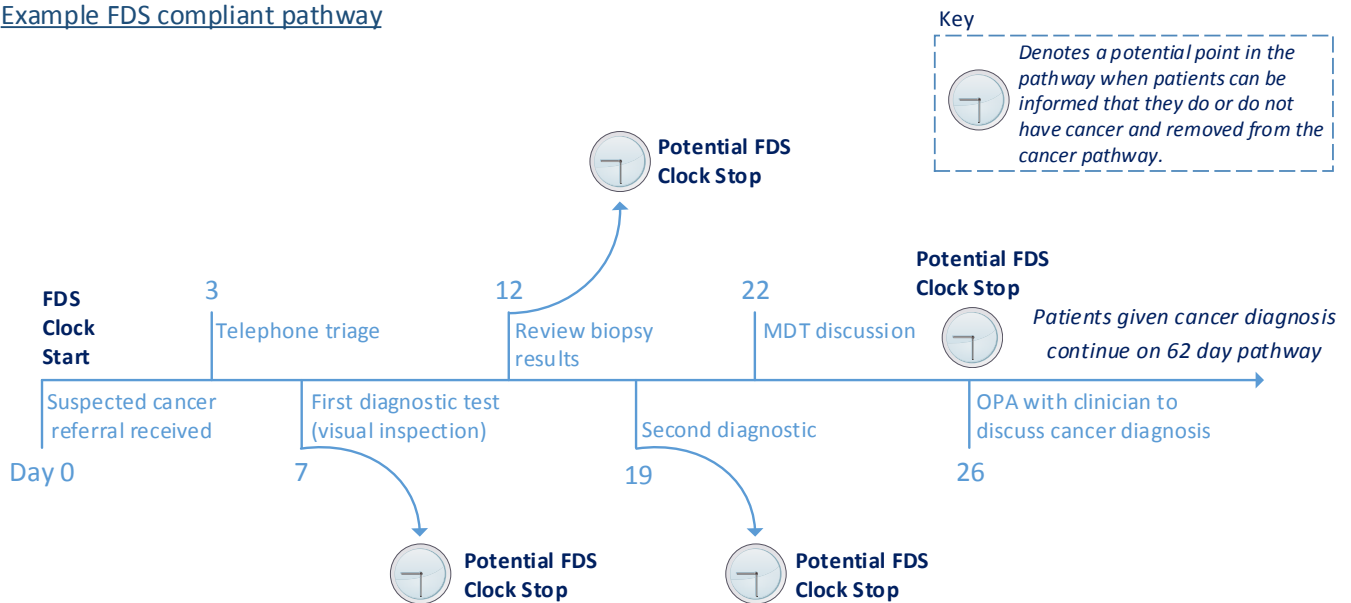 Example FDS compliant pathway
Key
Denotes a potential point in the
pathway when patients can be
informed that they do or do not
have cancer and removed from the
cancer pathway.
Potential FDS
Clock Stop
Potential FDS
Clock Stop
Patients given cancer diagnosis
continue on 62 day pathway
FDS
Clock
Start
3
Telephone triage
12
Review biopsy
results
22
MDT discussion
Suspected cancer
referral received
Day 0
First diagnostic test
(visual inspection)
7
Second diagnostic
19
OPA with clinician to
discuss cancer diagnosis
26
Potential FDS
Clock Stop
Potential FDS
Clock Stop